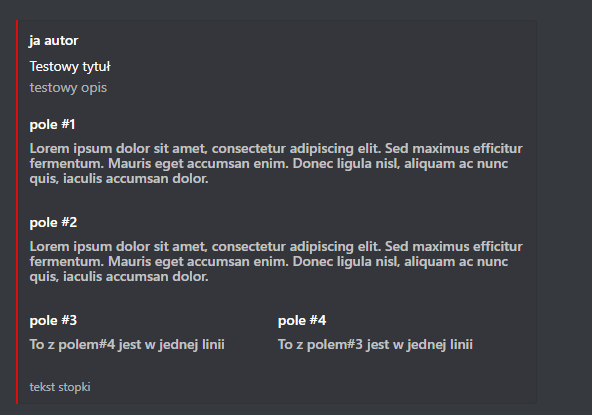 ja autor
Testowy tytuł
testowy opis
pole #1
Lorem ipsum dolor sit amet, consectetur adipiscing elit. Sed maximus efficitur
fermentum. Mauris eget accumsan enim. Donec ligula nisl, aliquam ac nunc
quis, iaculis accumsan dolor.
pole #2
Lorem ipsum dolor sit amet, consectetur adipiscing elit. Sed maximus efficitur
fermentum. Mauris eget accumsan enim. Donec ligula nisl, aliquam ac nunc
quis, iaculis accumsan dolor.
pole #3
To z polem#4 jest w jednej linii
pole #4
To z polem#3 jest w jednej linii
tekst stopki